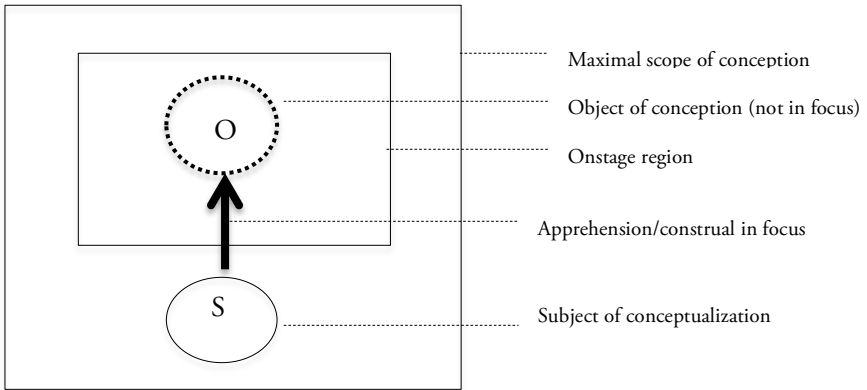 Maximal scope of conception
O
Object of conception (not in focus)
Onstage region
Apprehension/construal in focus
S
Subject of conceptualization